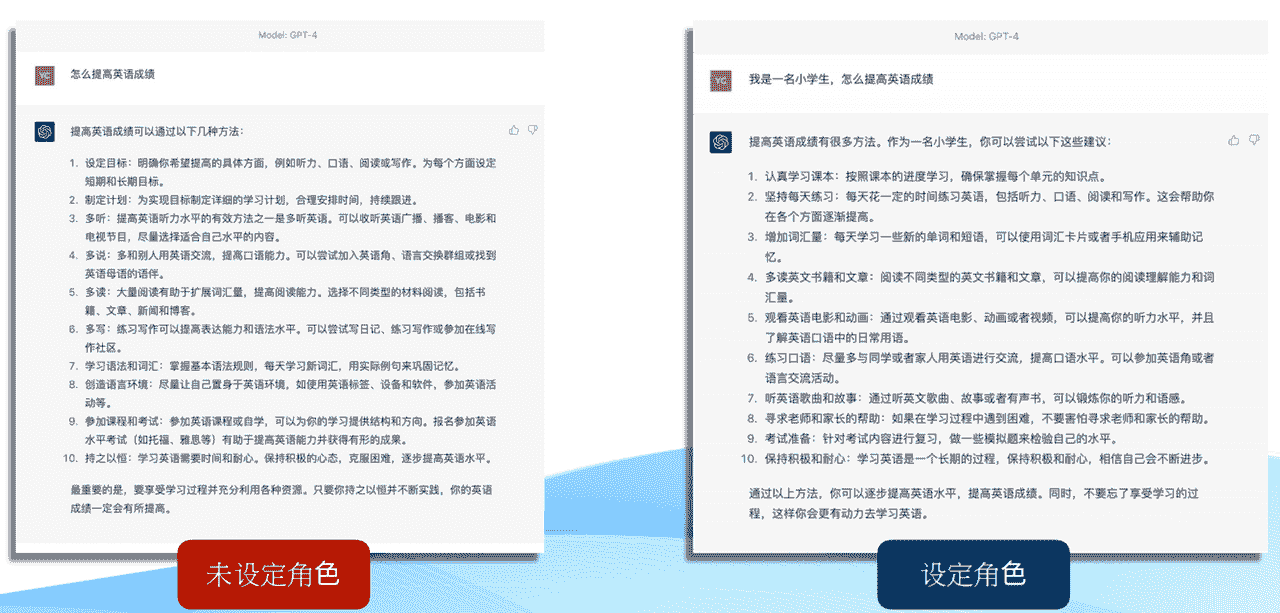 Model: GPT-4
怎么提高英语成绩
提高英语成绩可以通过以下几种方法：
1. 设定目标：明确你希望提高的具体方面，例如听力、口语、阅读或写作。为每个方面设定
短期和长期目标。
2. 制定计划：为实现目标制定详细的学习计划，合理安排时间，持续跟进。
3. 多听：提高英语听力水平的有效方法之一是多听英语。可以收听英语广播、播客、电影和
电视节目，尽量选择适合自己水平的内容。
4. 多说：多和别人用英语交流，提高口语能力。可以尝试加入英语角、语言交换群组或找到
英语母语的语伴。
5. 多读：大量阅读有助于扩展词汇量，提高阅读能力。选择不同类型的材料阅读，包括书
籍、文章、新闻和博客。
6. 多写：练习写作可以提高表达能力和语法水平。可以尝试写日记、练习写作或参加在线写
作社区。
7. 学习语法和词汇：掌握基本语法规则，每天学习新词汇，用实际例句来巩固记忆。
8. 创造语言环境：尽量让自己置身于英语环境，如使用英语标签、设备和软件，参加英语活
动等。
9. 参加课程和考试：参加英语课程或自学，可以为你的学习提供结构和方向。报名参加英语
水平考试（如托福、雅思等）有助于提高英语能力并获得有形的成果。
10. 持之以恒：学习英语需要时间和耐心。保持积极的心态，克服困难，逐步提高英语水平。
最重要的是，要享受学习过程并充分利用各种资源。只要你持之以恒并不断实践，你的英语
成绩一定会有所提高。
未设定角色
Model: GPT-4
我是一名小学生，怎么提高英语成绩
提高英语成绩有很多方法。作为一名小学生，你可以尝试以下这些建议：
1. 认真学习课本：按照课本的进度学习，确保掌握每个单元的知识点。
2. 坚持每天练习：每天花一定的时间练习英语，包括听力、口语、阅读和写作。这会帮助你
在各个方面逐渐提高。
3. 增加词汇量：每天学习一些新的单词和短语，可以使用词汇卡片或者手机应用来辅助记
忆。
4. 多读英文书籍和文章：阅读不同类型的英文书籍和文章，可以提高你的阅读理解能力和词
汇量。
5. 观看英语电影和动画：通过观看英语电影、动画或者视频，可以提高你的听力水平，并且
了解英语口语中的日常用语。
6. 练习口语：尽量多与同学或者家人用英语进行交流，提高口语水平。可以参加英语角或者
语言交流活动。
7. 听英语歌曲和故事：通过听英文歌曲、故事或者有声书，可以锻炼你的听力和语感。
8. 寻求老师和家长的帮助：如果在学习过程中遇到困难，不要害怕寻求老师和家长的帮助。
9. 考试准备：针对考试内容进行复习，做一些模拟题来检验自己的水平。
10. 保持积极和耐心：学习英语是一个长期的过程，保持积极和耐心，相信自己会不断进步。
通过以上方法，你可以逐步提高英语水平，提高英语成绩。同时，不要忘了享受学习的过
程，这样你会更有动力去学习英语。
设定角色